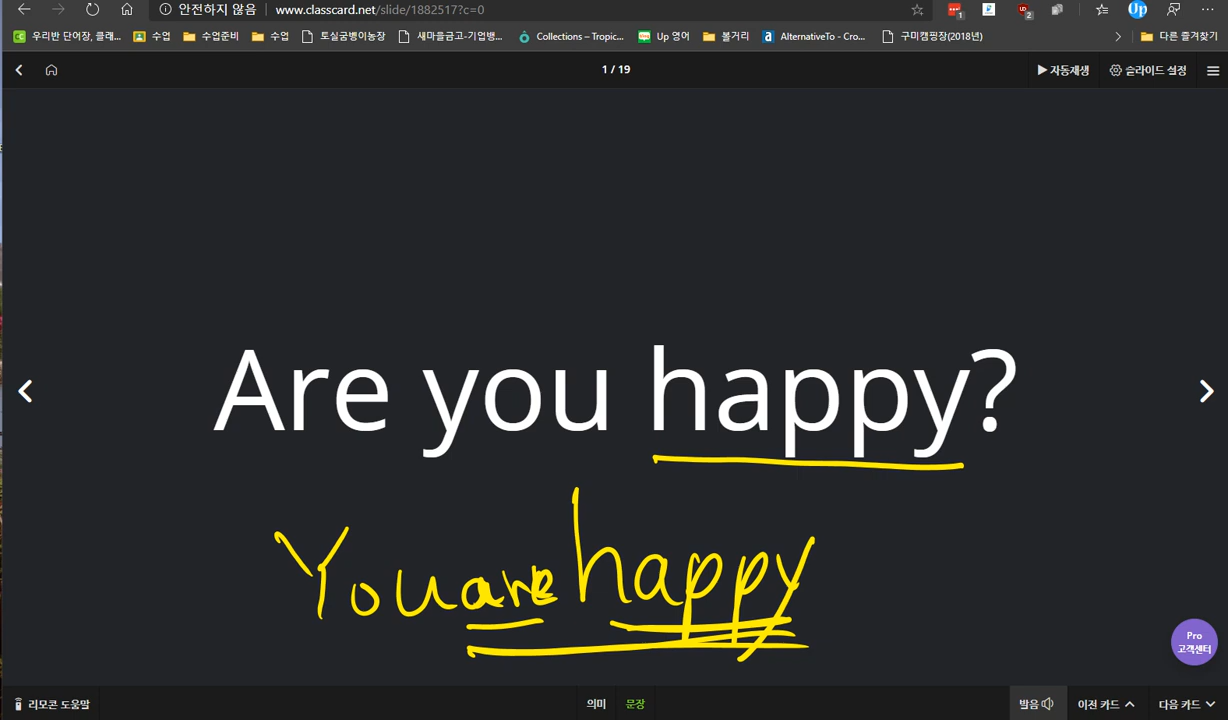 안전하지 않음 www.classcard.net/slide/1882517?c=0
우리반 단어장, 클래... 수업 수업준비 수업 토실굼벵이농장 새마을금고-기업뱅... Collections – Tropic... Up 영어 볼거리 AlternativeTo - Cro... 구미캠핑장(2018년) 다른 즐겨찾기
1 / 19 자동재생 슬라이드 설정
Are you happy?
You are happy
Pro
고객센터
리모콘 도움말 의미 문장 발음 이전 카드 다음 카드